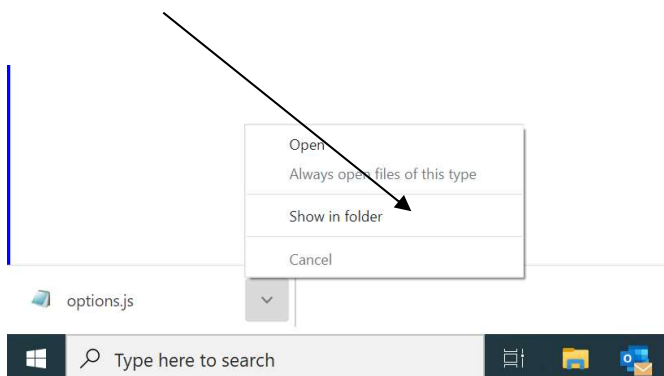 Open
Always open files of this type
Show in folder
Cancel
options.js
Type here to search